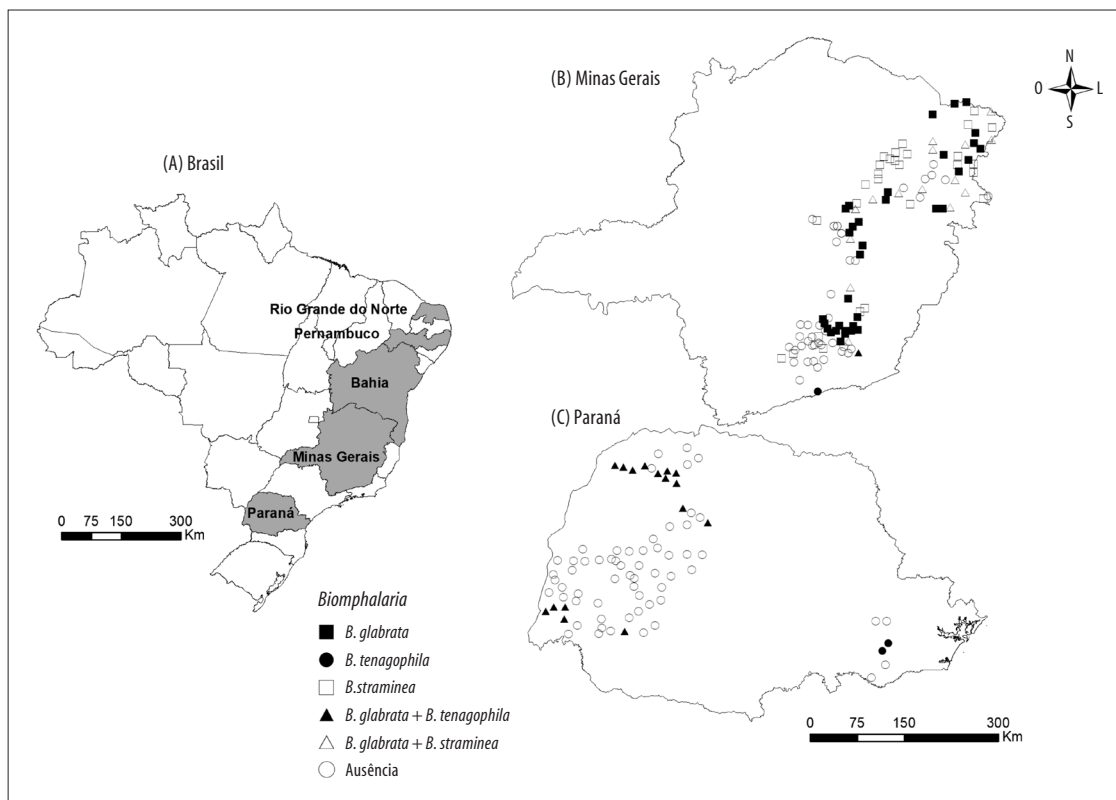 (A) Brasil
Rio Grande do Norte
Pernambuco
Bahia
Minas Gerais
Paraná
0 75 150 300
Km
(B) Minas Gerais
N
O L
S
(C) Paraná
0 75 150 300
Km
Biomphalaria
B. glabrata
B. tenagophila
B.straminea
B. glabrata + B. tenagophila
B. glabrata + B. straminea
Ausência